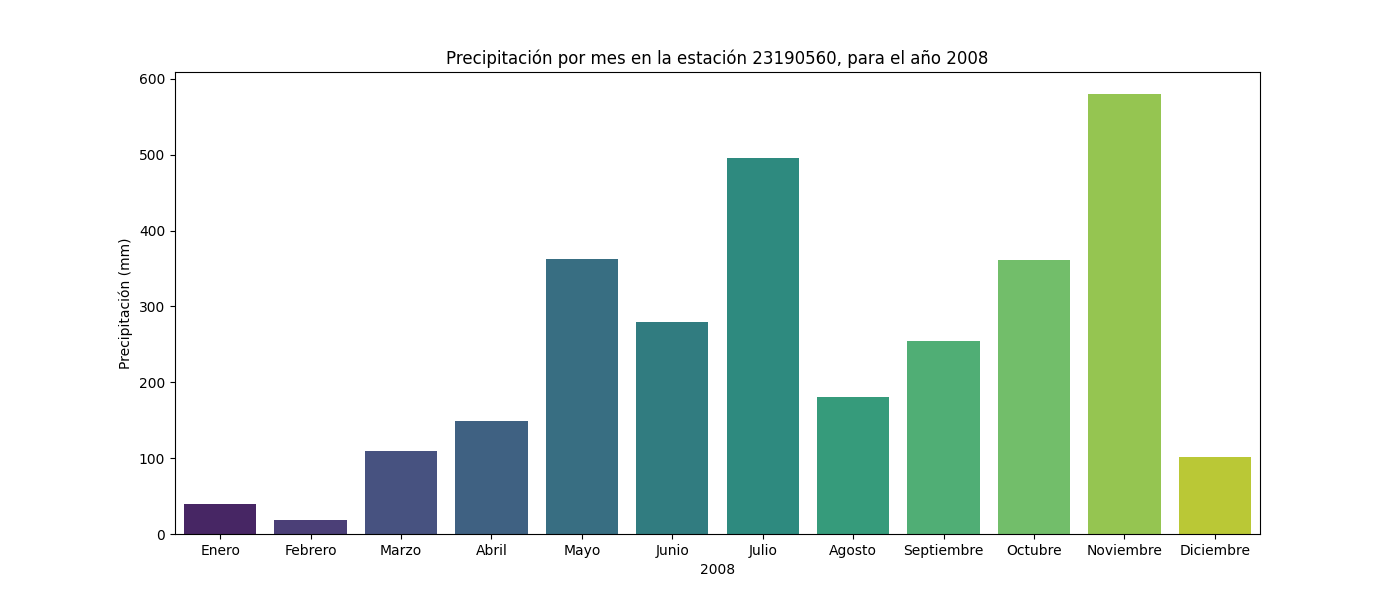 Precipitación por mes en la estación 23190560, para el año 2008
Precipitación (mm)
600
500
400
300
200
100
0
Enero Febrero Marzo Abril Mayo Junio Julio Agosto Septiembre Octubre Noviembre Diciembre
2008